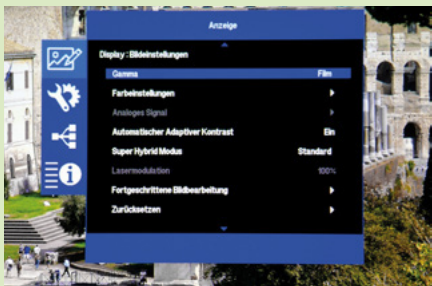 Anzeige
Display : Bildeinstellungen
Gamma Film
Farbeinstellungen
Analoges Signal
Automatischer Adaptiver Kontrast Ein
Super Hybrid Modus Standard
Lasermodulation 100%
Fortgeschrittene Bildbearbeitung
Zurücksetzen